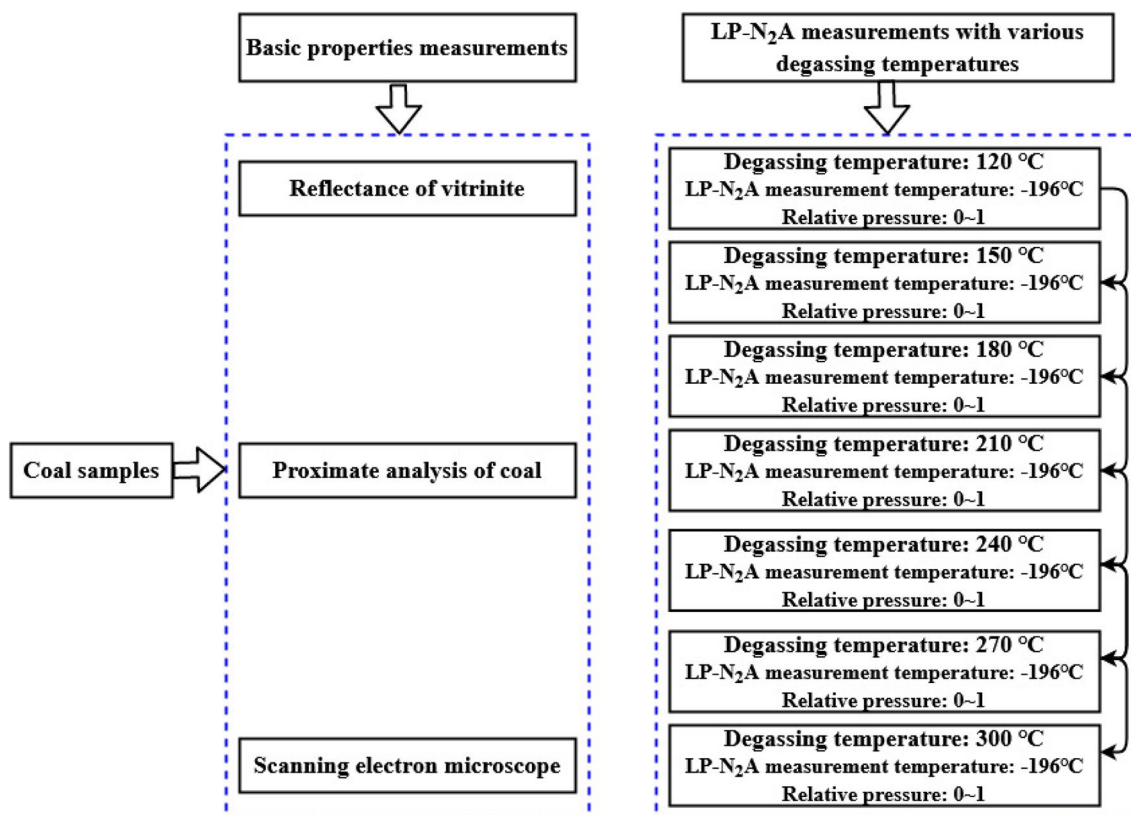 Basic properties measurements
LP-N₂A measurements with various
degassing temperatures
Reflectance of vitrinite
Coal samples
Proximate analysis of coal
Scanning electron microscope
Degassing temperature: 120 °C
LP-N₂A measurement temperature: -196°C
Relative pressure: 0~1
Degassing temperature: 150 °C
LP-N₂A measurement temperature: -196°C
Relative pressure: 0~1
Degassing temperature: 180 °C
LP-N₂A measurement temperature: -196°C
Relative pressure: 0~1
Degassing temperature: 210 °C
LP-N₂A measurement temperature: -196°C
Relative pressure: 0~1
Degassing temperature: 240 °C
LP-N₂A measurement temperature: -196°C
Relative pressure: 0~1
Degassing temperature: 270 °C
LP-N₂A measurement temperature: -196°C
Relative pressure: 0~1
Degassing temperature: 300 °C
LP-N₂A measurement temperature: -196°C
Relative pressure: 0~1